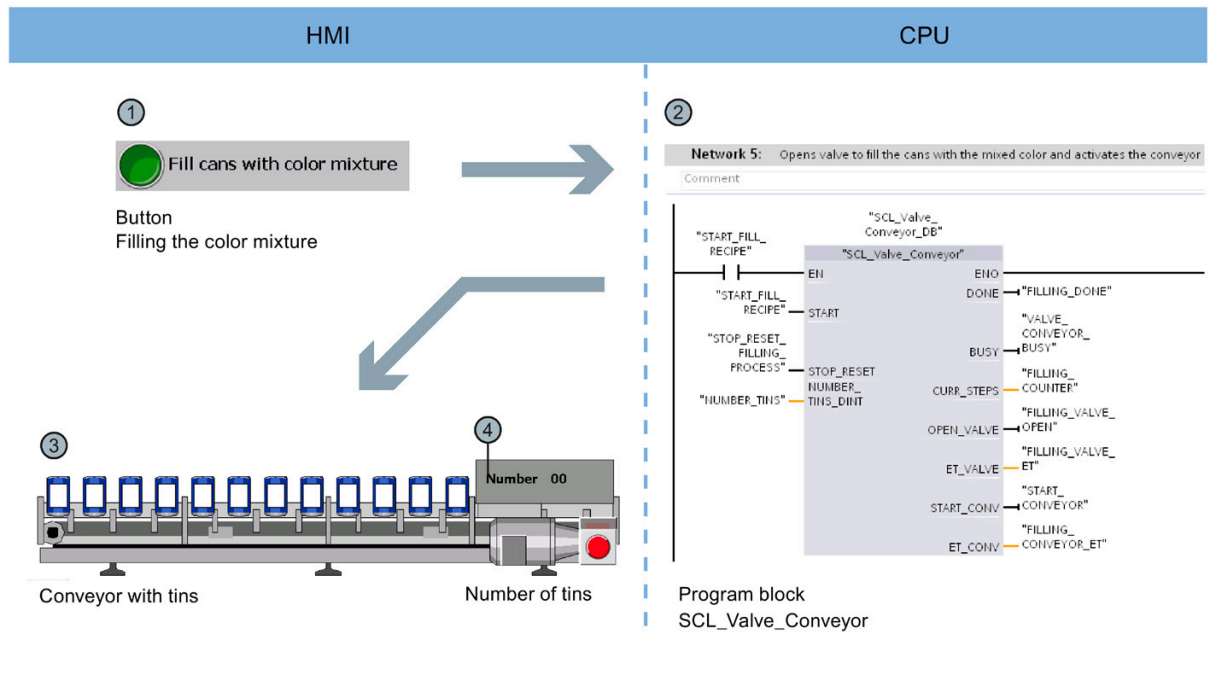 HMI
CPU
1
Fill cans with color mixture
Button
Filling the color mixture
2
Network 5: Opens valve to fill the cans with the mixed color and activates the conveyor
Comment
"SCL_Valve_
Conveyor_DB"
"SCL_Valve_Conveyor"
"START_FILL_
RECIPE"
EN
ENO
"START_FILL_
RECIPE"
START
"STOP_RESET_
FILLING_
PROCESS"
STOP_RESET
"NUMBER_TINS"
NUMBER_
TINS_DINT
DONE
"FILLING_DONE"
BUSY
"VALVE_
CONVEYOR_
BUSY"
CURR_STEPS
"FILLING_
COUNTER"
OPEN_VALVE
"FILLING_VALVE_
OPEN"
ET_VALVE
"FILLING_VALVE_
ET"
START_CONV
"START_
CONVEYOR"
ET_CONV
"FILLING_
CONVEYOR_ET"
3
4
Number 00
Conveyor with tins
Number of tins
Program block
SCL_Valve_Conveyor